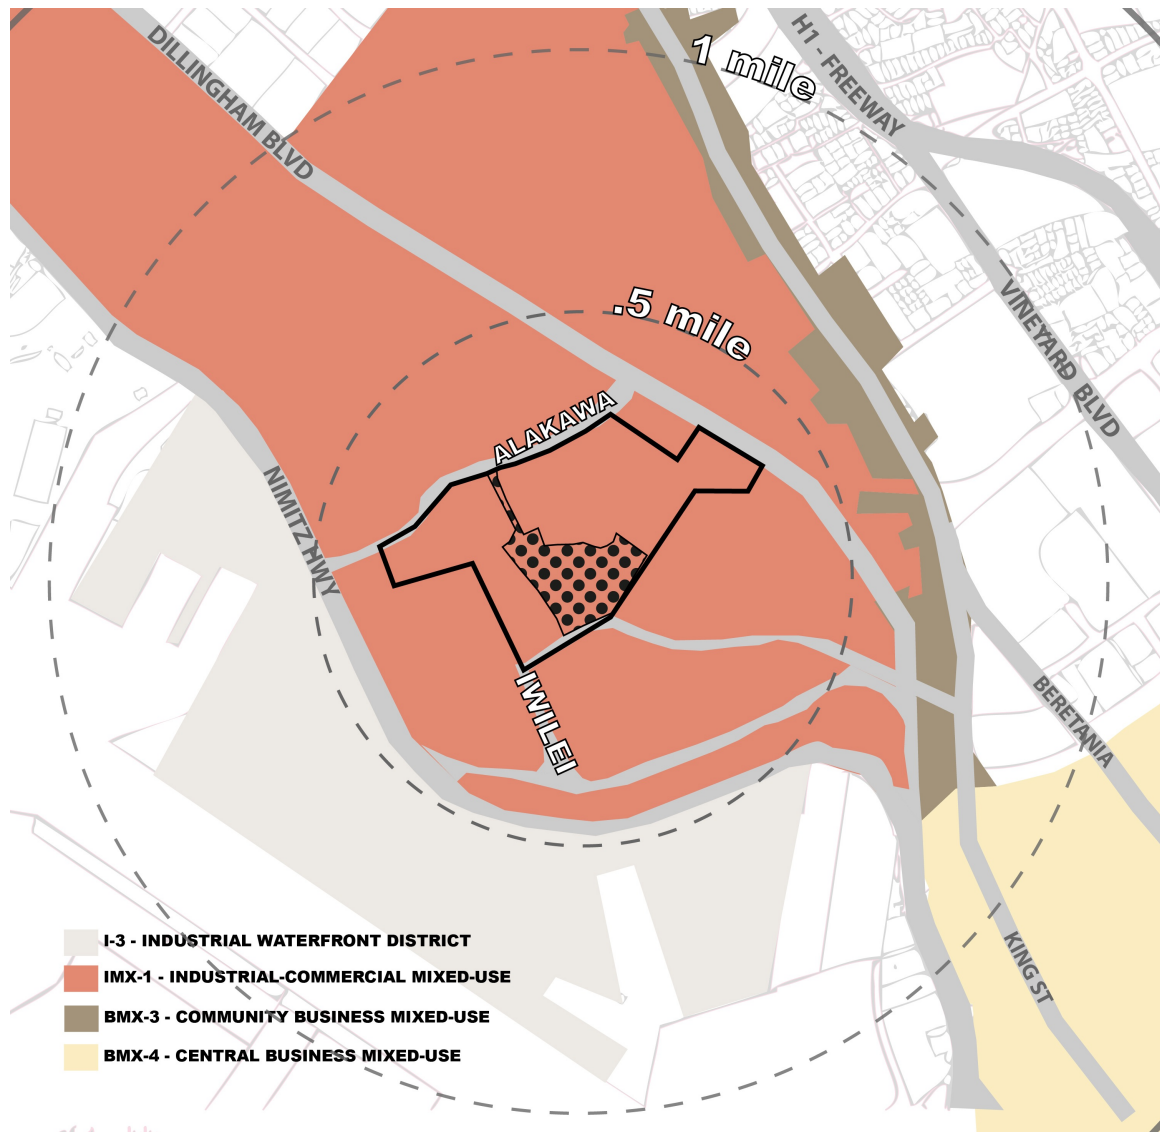 DILLINGHAM BLVD
1 mile
H1 - FREEWAY
.5 mile
VINEYARD BLVD
ALAKAWA
NIMITZ HWY
IWILEI
BERETANIA
KING ST
I-3 - INDUSTRIAL WATERFRONT DISTRICT
IMX-1 - INDUSTRIAL-COMMERCIAL MIXED-USE
BMX-3 - COMMUNITY BUSINESS MIXED-USE
BMX-4 - CENTRAL BUSINESS MIXED-USE